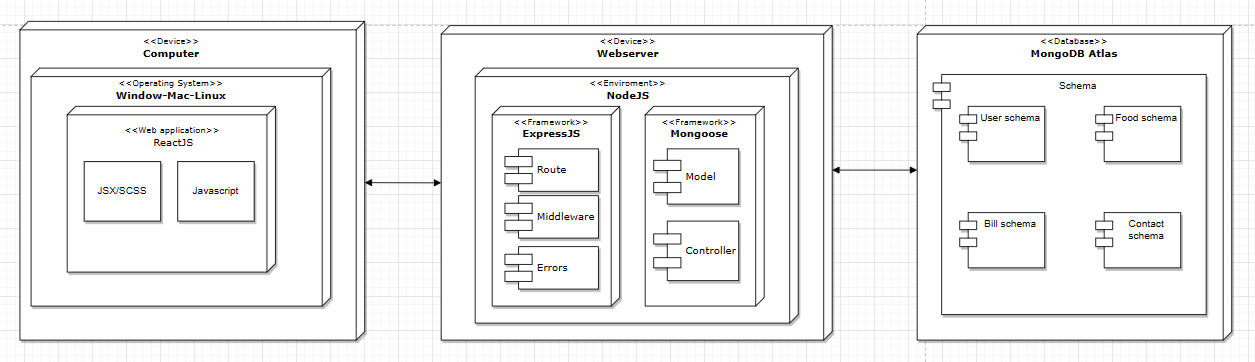 <<Device>>
Computer
<<Operating System>>
Window-Mac-Linux
<<Web application>>
ReactJS
JSX/SCSS
Javascript
<<Device>>
Webserver
<<Enviroment>>
NodeJS
<<Framework>>
ExpressJS
Route
Middleware
Errors
<<Framework>>
Mongoose
Model
Controller
<<Database>>
MongoDB Atlas
Schema
User schema
Food schema
Bill schema
Contact
schema